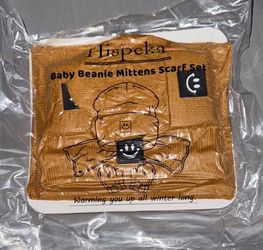 Hispeka
Baby Beanie Mittens Scarf Set
Warming you up all winter long.